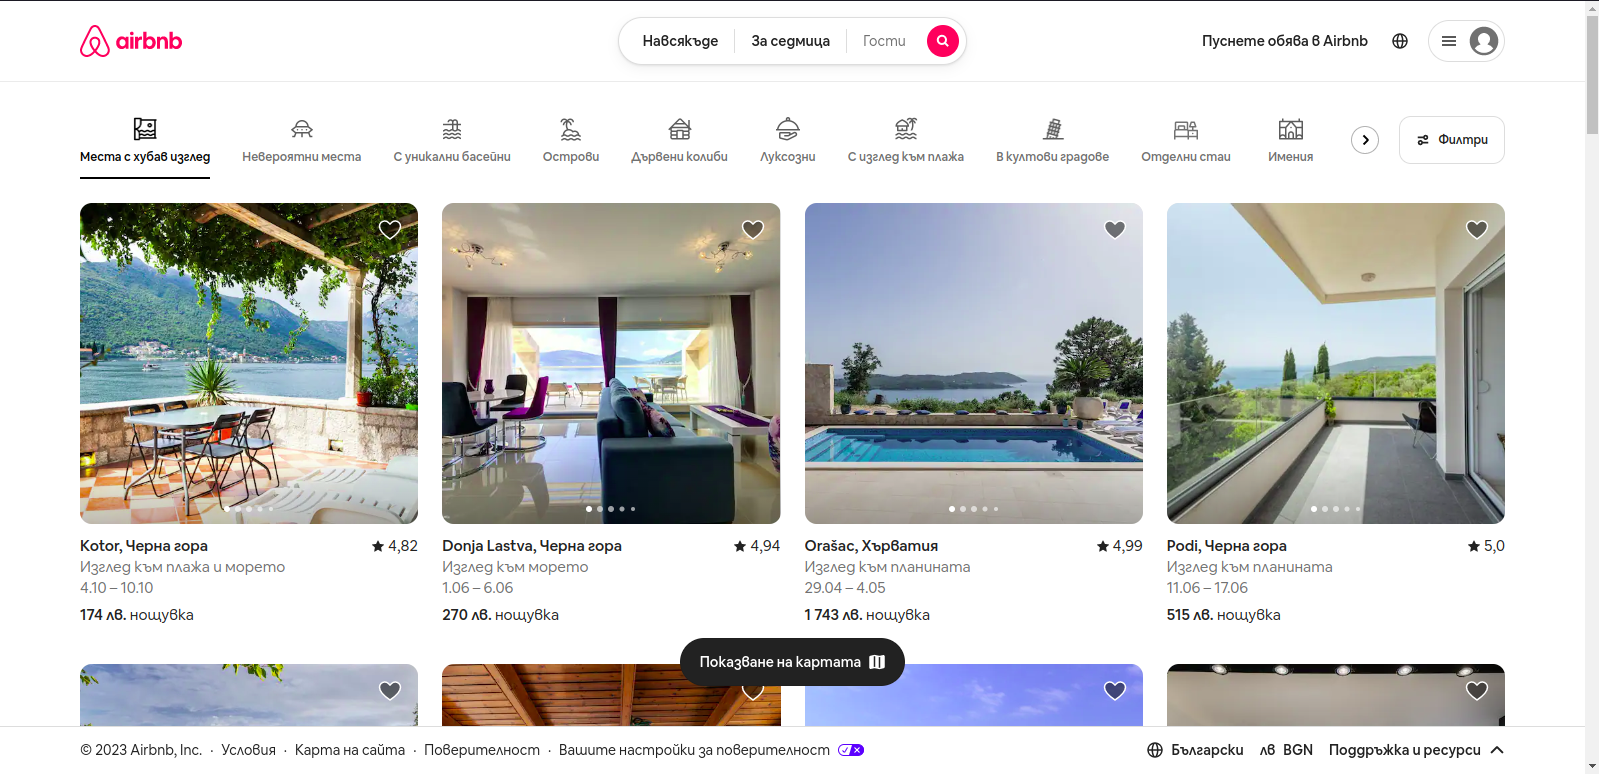 airbnb
Навсякъде За седмица Гости
Пуснете обява в Airbnb
Места с хубав изглед Невероятни места С уникални басейни Острови Дървени колиби Луксозни С изглед към плажа В култови градове Отделни стаи Имения
Филтри
Kotor, Черна гора 4,82
Изглед към плажа и морето
4.10 – 10.10
174 лв. нощувка
Donja Lastva, Черна гора 4,94
Изглед към морето
1.06 – 6.06
270 лв. нощувка
Orašac, Хърватия 4,99
Изглед към планината
29.04 – 4.05
1 743 лв. нощувка
Podi, Черна гора 5,0
Изглед към планината
11.06 – 17.06
515 лв. нощувка
Показване на картата
© 2023 Airbnb, Inc. · Условия · Карта на сайта · Поверителност · Вашите настройки за поверителност
Български лв BGN Поддръжка и ресурси